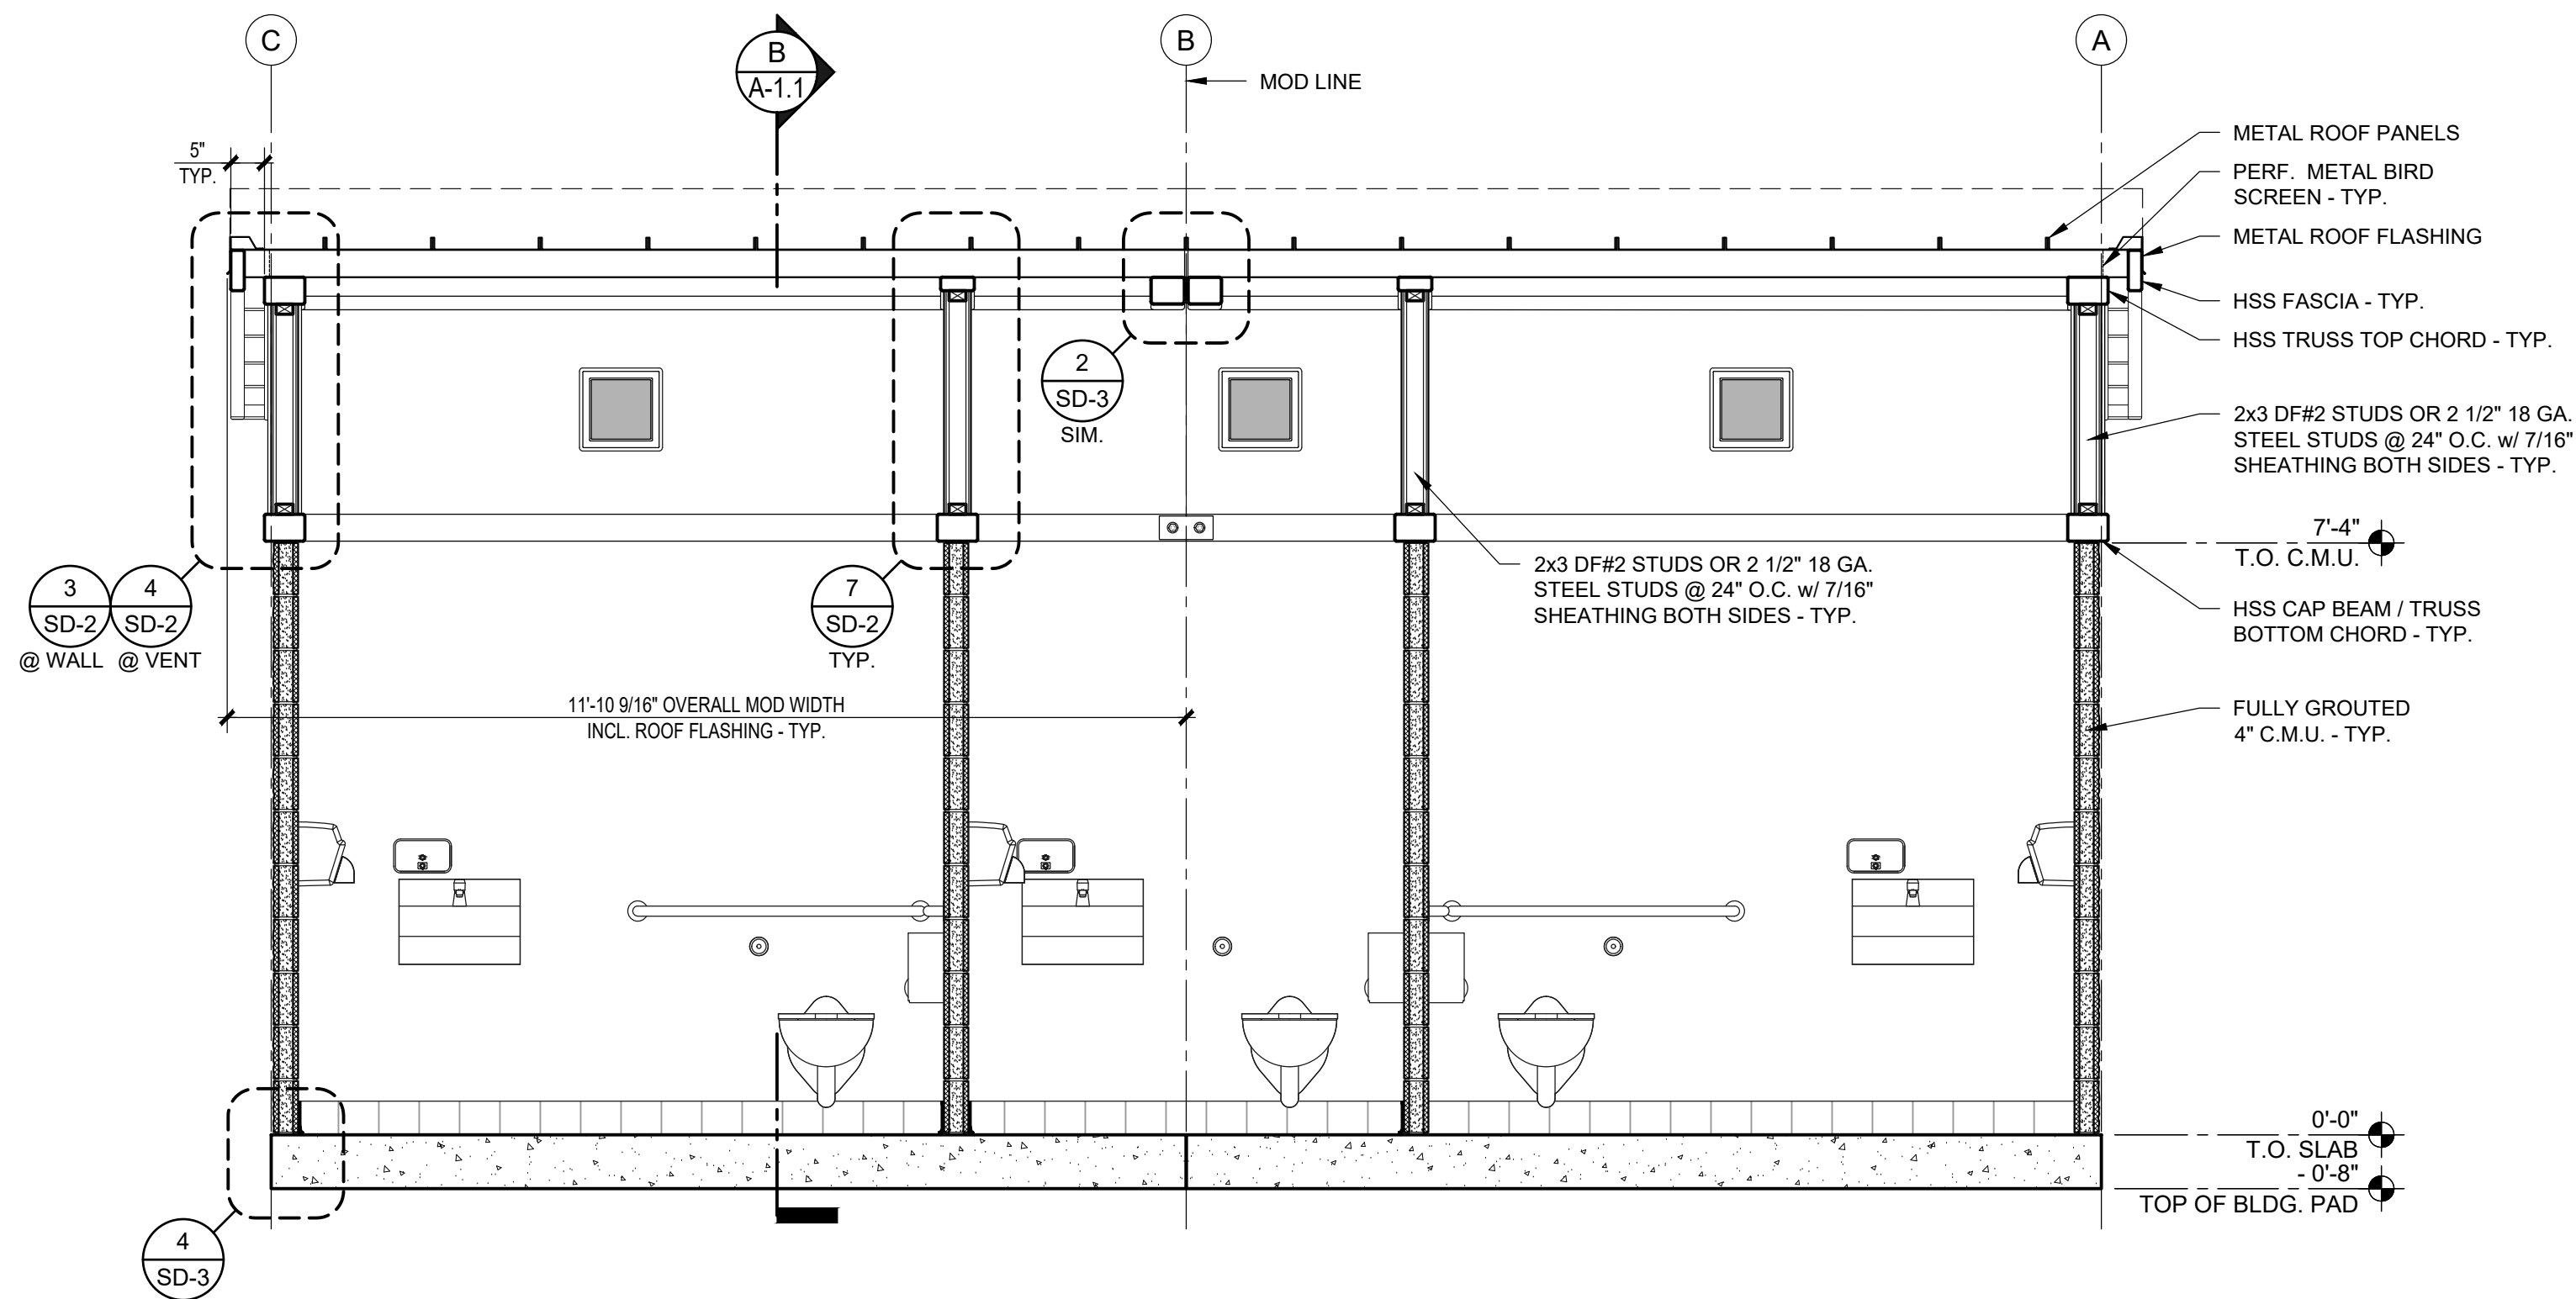 C
B
A
B
A-1.1
MOD LINE
5"
TYP.
METAL ROOF PANELS
PERF. METAL BIRD
SCREEN - TYP.
METAL ROOF FLASHING
HSS FASCIA - TYP.
HSS TRUSS TOP CHORD - TYP.
2x3 DF#2 STUDS OR 2 1/2" 18 GA.
STEEL STUDS @ 24" O.C. w/ 7/16"
SHEATHING BOTH SIDES - TYP.
7'-4"
T.O. C.M.U.
HSS CAP BEAM / TRUSS
BOTTOM CHORD - TYP.
FULLY GROUTED
4" C.M.U. - TYP.
2
SD-3
SIM.
3
SD-2
@ WALL
4
SD-2
@ VENT
7
SD-2
TYP.
2x3 DF#2 STUDS OR 2 1/2" 18 GA.
STEEL STUDS @ 24" O.C. w/ 7/16"
SHEATHING BOTH SIDES - TYP.
11'-10 9/16" OVERALL MOD WIDTH
INCL. ROOF FLASHING - TYP.
0'-0"
T.O. SLAB
- 0'-8"
TOP OF BLDG. PAD
4
SD-3